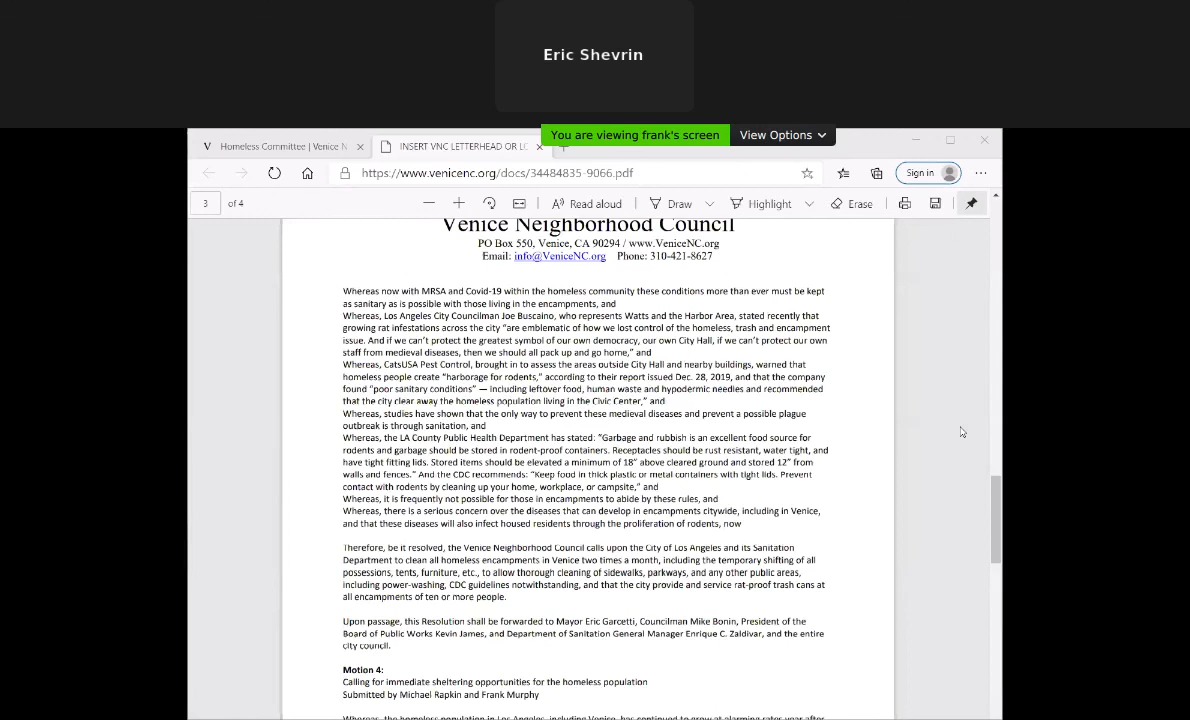 Eric Shevrin
You are viewing frank's screen View Options
V Homeless Committee | Venice N
INSERT VNC LETTERHEAD OR LO
https://www.venicenc.org/docs/34484835-9066.pdf Sign in
3 of 4 Read aloud Draw Highlight Erase
Venice Neighborhood Council
PO Box 550, Venice, CA 90294 / www.VeniceNC.org
Email: info@VeniceNC.org Phone: 310-421-8627
Whereas now with MRSA and Covid-19 within the homeless community these conditions more than ever must be kept
as sanitary as is possible with those living in the encampments, and
Whereas, Los Angeles City Councilman Joe Buscaino, who represents Watts and the Harbor Area, stated recently that
growing rat infestations across the city “are emblematic of how we lost control of the homeless, trash and encampment
issue. And if we can’t protect the greatest symbol of our own democracy, our own City Hall, if we can’t protect our own
staff from medieval diseases, then we should all pack up and go home,” and
Whereas, CatsUSA Pest Control, brought in to assess the areas outside City Hall and nearby buildings, warned that
homeless people create “harborage for rodents,” according to their report issued Dec. 28, 2019, and that the company
found “poor sanitary conditions” — including leftover food, human waste and hypodermic needles and recommended
that the city clear away the homeless population living in the Civic Center,” and
Whereas, studies have shown that the only way to prevent these medieval diseases and prevent a possible plague
outbreak is through sanitation, and
Whereas, the LA County Public Health Department has stated: “Garbage and rubbish is an excellent food source for
rodents and garbage should be stored in rodent-proof containers. Receptacles should be rust resistant, water tight, and
have tight fitting lids. Stored items should be elevated a minimum of 18” above cleared ground and stored 12” from
walls and fences.” And the CDC recommends: “Keep food in thick plastic or metal containers with tight lids. Prevent
contact with rodents by cleaning up your home, workplace, or campsite,” and
Whereas, it is frequently not possible for those in encampments to abide by these rules, and
Whereas, there is a serious concern over the diseases that can develop in encampments citywide, including in Venice,
and that these diseases will also infect housed residents through the proliferation of rodents, now
Therefore, be it resolved, the Venice Neighborhood Council calls upon the City of Los Angeles and its Sanitation
Department to clean all homeless encampments in Venice two times a month, including the temporary shifting of all
possessions, tents, furniture, etc., to allow thorough cleaning of sidewalks, parkways, and any other public areas,
including power-washing, CDC guidelines notwithstanding, and that the city provide and service rat-proof trash cans at
all encampments of ten or more people.
Upon passage, this Resolution shall be forwarded to Mayor Eric Garcetti, Councilman Mike Bonin, President of the
Board of Public Works Kevin James, and Department of Sanitation General Manager Enrique C. Zaldivar, and the entire
city council.
Motion 4:
Calling for immediate sheltering opportunities for the homeless population
Submitted by Michael Rapkin and Frank Murphy
Whereas, the homeless population in Los Angeles, including Venice, has continued to grow at alarming rates year after